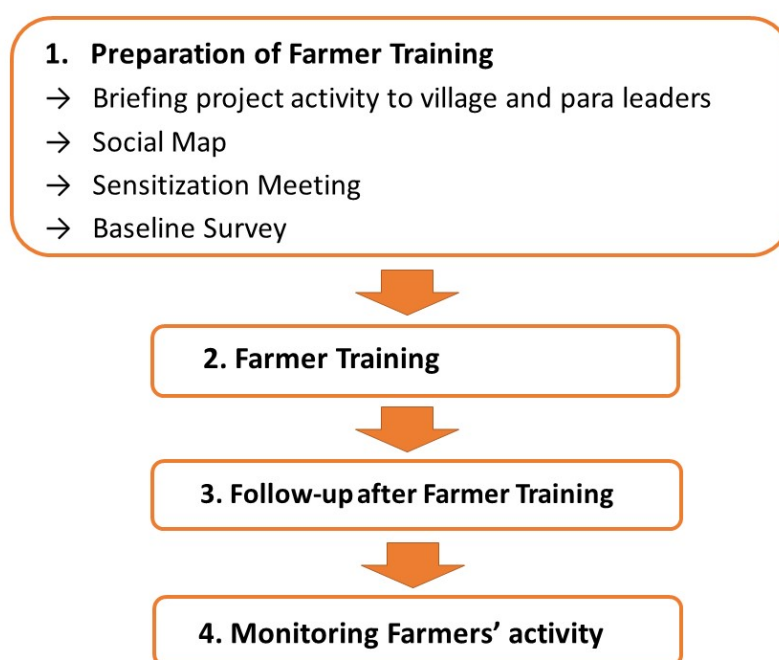 1. Preparation of Farmer Training
→ Briefing project activity to village and para leaders
→ Social Map
→ Sensitization Meeting
→ Baseline Survey
2. Farmer Training
3. Follow-up after Farmer Training
4. Monitoring Farmers’ activity